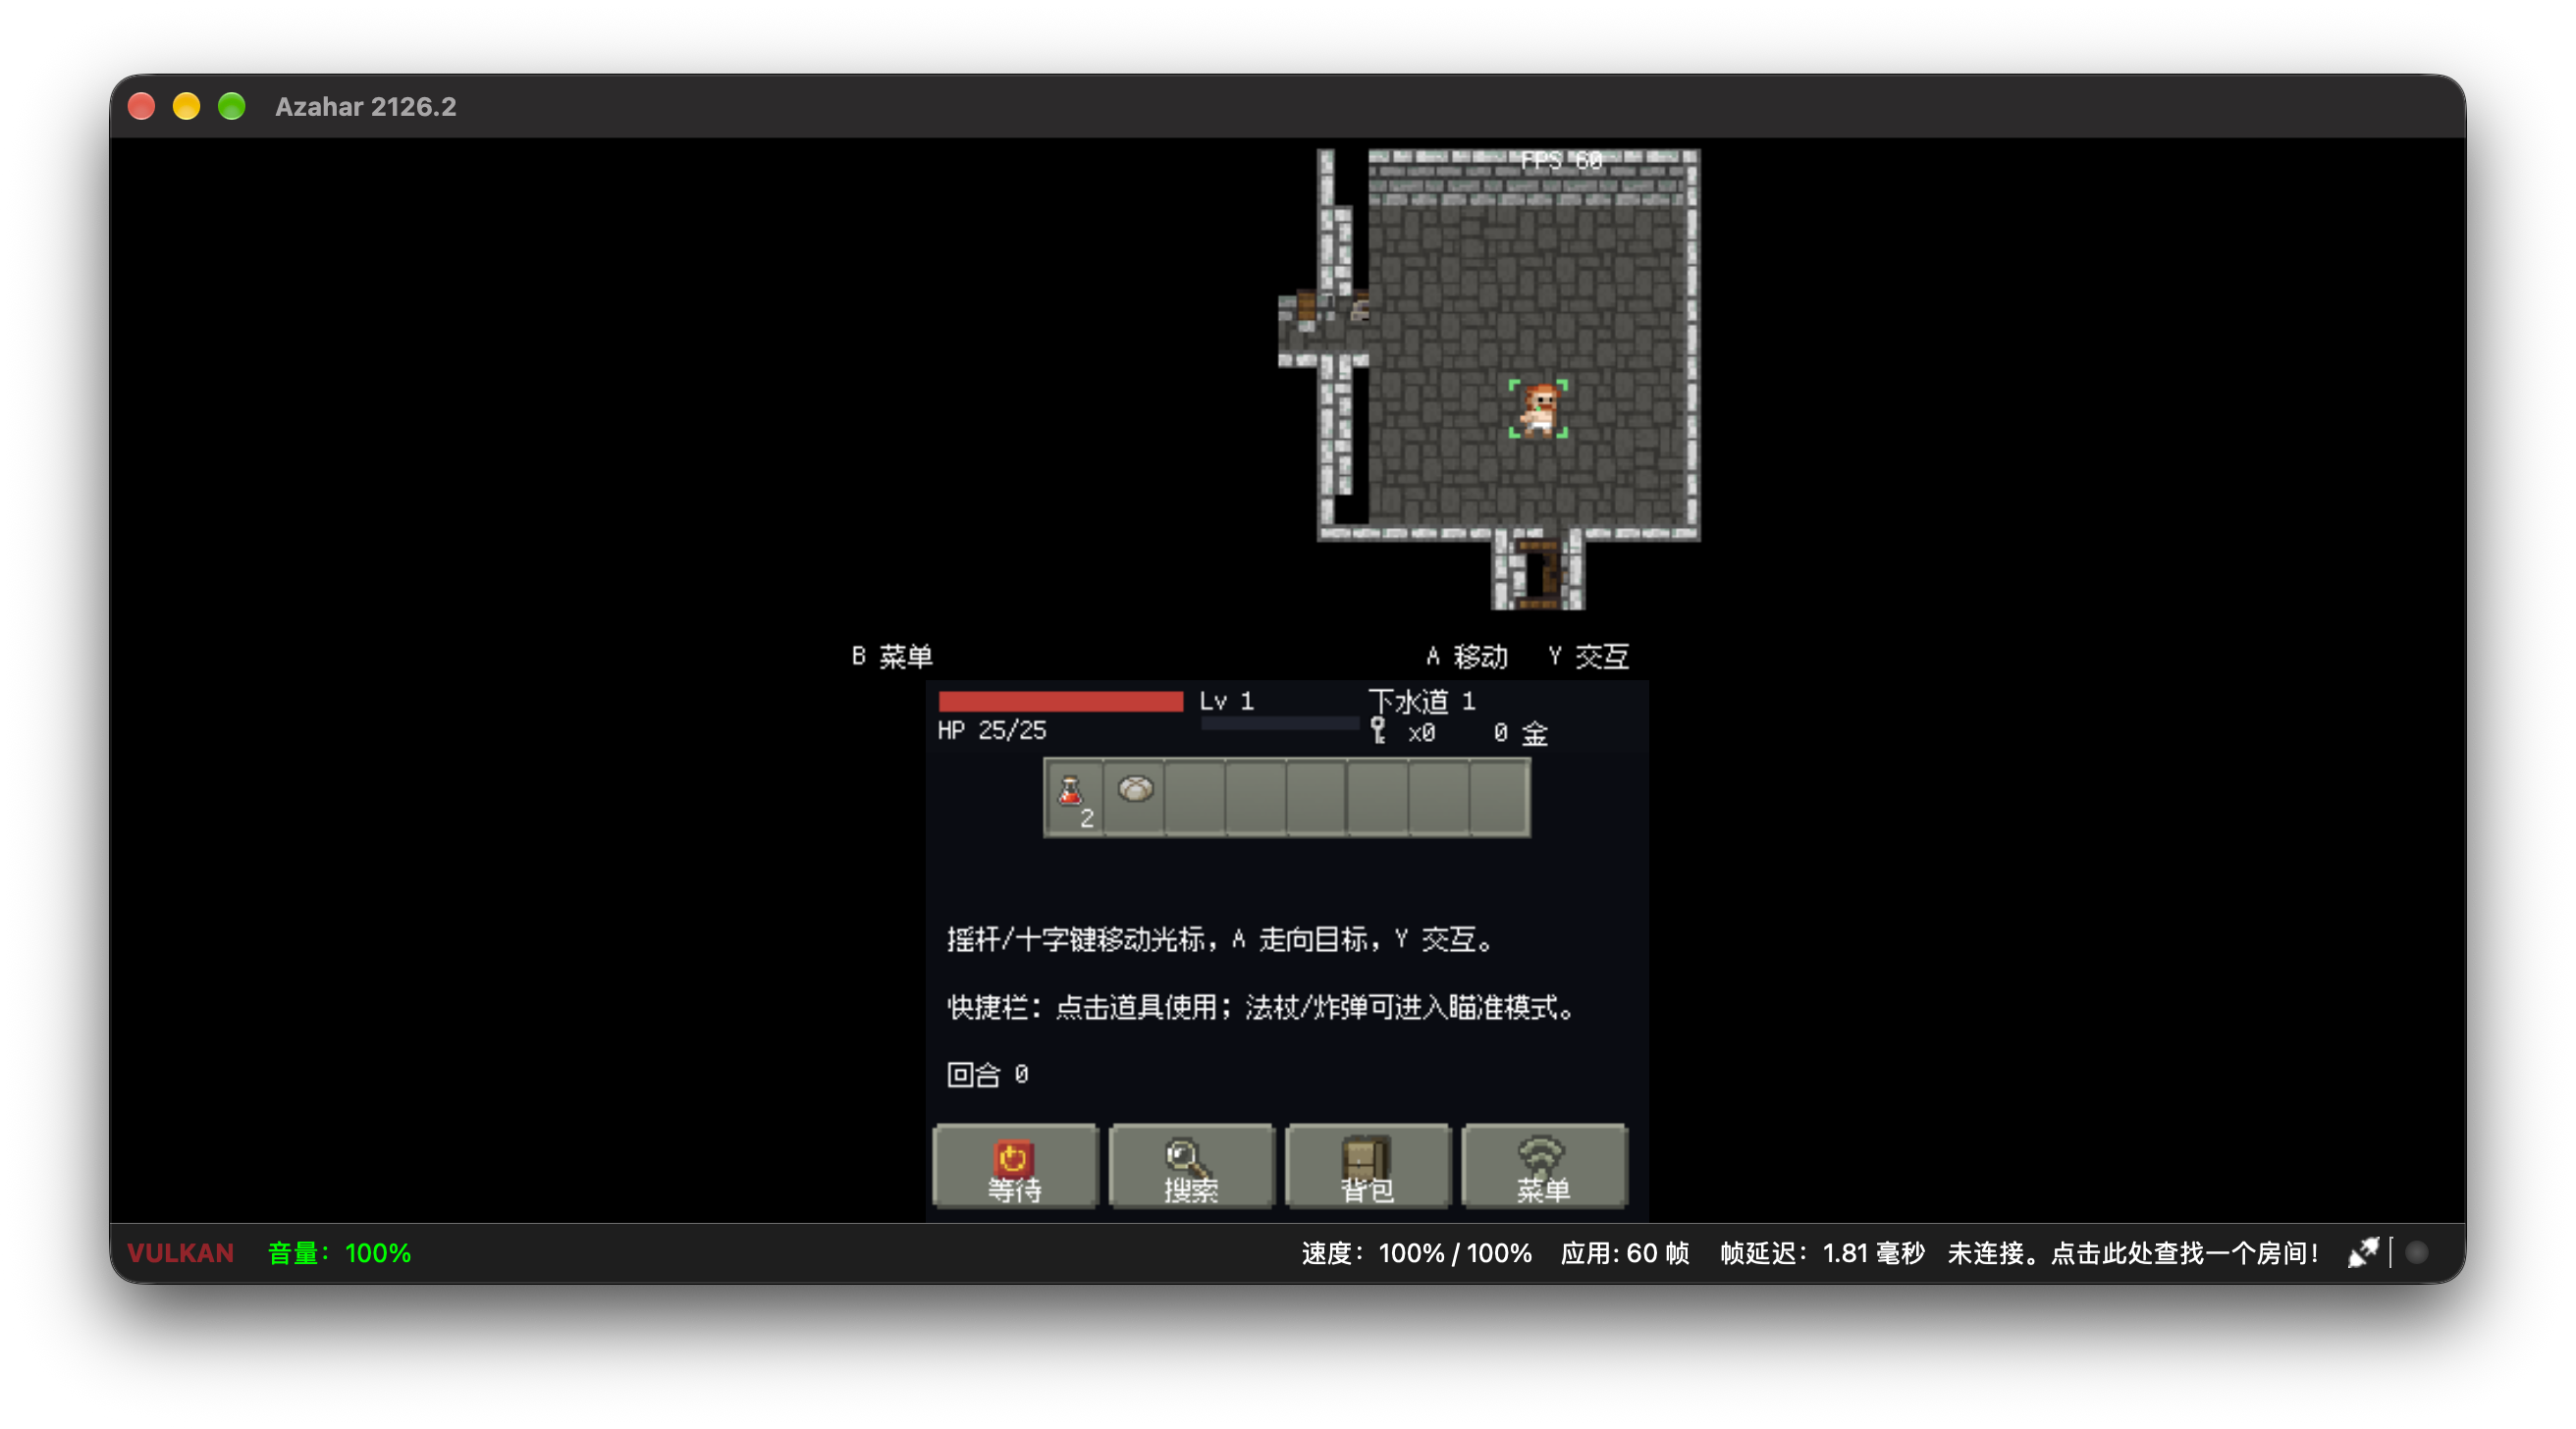 Azahar 2126.2
FPS 60
B 菜单
A 移动 Y 交互
Lv 1 下水道 1
HP 25/25 x0 0 金
2
摇杆/十字键移动光标，A 走向目标，Y 交互。
快捷栏：点击道具使用；法杖/炸弹可进入瞄准模式。
回合 0
等待 搜索 背包 菜单
VULKAN 音量：100% 速度：100% / 100% 应用: 60 帧 帧延迟：1.81 毫秒 未连接。点击此处查找一个房间！